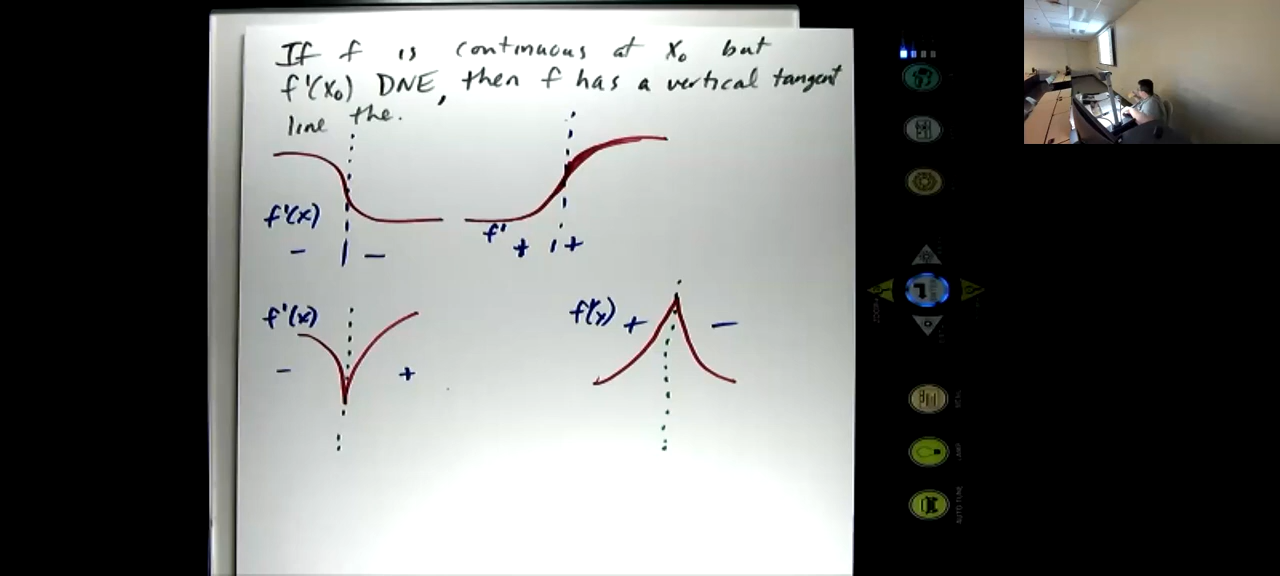 If f is continuous at x₀ but
f'(x₀) DNE, then f has a vertical tangent
line the.
f'(x)
- | -
f'
+ | +
f'(x)
- +
f'(x) + -